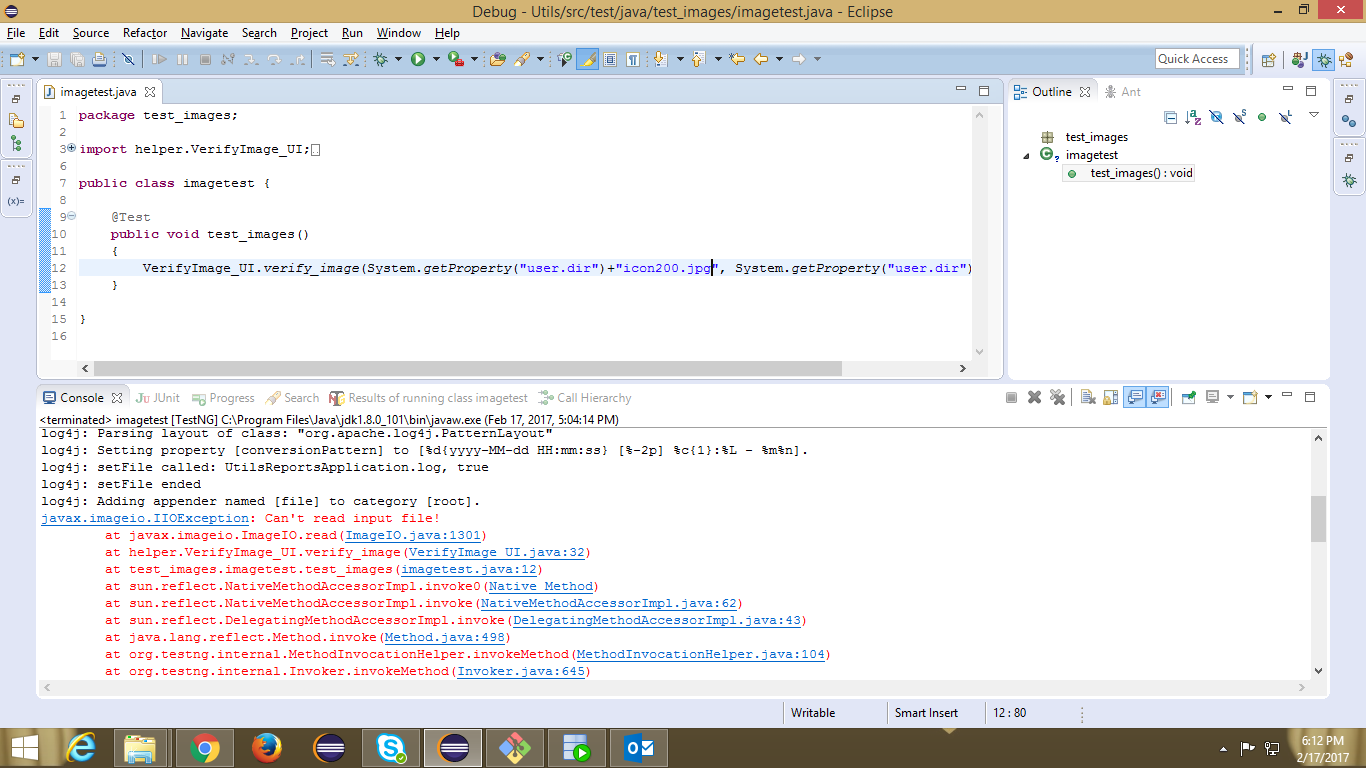 Debug - Utils/src/test/java/test_images/imagetest.java - Eclipse
File Edit Source Refactor Navigate Search Project Run Window Help
Quick Access
imagetest.java
1 package test_images;
2
3 import helper.VerifyImage_UI;
6
7 public class imagetest {
8
9 @Test
10 public void test_images()
11 {
12 VerifyImage_UI.verify_image(System.getProperty("user.dir")+"icon200.jpg", System.getProperty("user.dir")
13 }
14
15 }
16
Outline Ant
test_images
imagetest
test_images() : void
(x)=
Console JUnit Progress Search Results of running class imagetest Call Hierarchy
<terminated> imagetest [TestNG] C:\Program Files\Java\jdk1.8.0_101\bin\javaw.exe (Feb 17, 2017, 5:04:14 PM)
log4j: Parsing layout of class: "org.apache.log4j.PatternLayout"
log4j: Setting property [conversionPattern] to [%d{yyyy-MM-dd HH:mm:ss} [%-2p] %c{1}:%L - %m%n].
log4j: setFile called: UtilsReportsApplication.log, true
log4j: setFile ended
log4j: Adding appender named [file] to category [root].
javax.imageio.IIOException: Can't read input file!
at javax.imageio.ImageIO.read(ImageIO.java:1301)
at helper.VerifyImage_UI.verify_image(VerifyImage_UI.java:32)
at test_images.imagetest.test_images(imagetest.java:12)
at sun.reflect.NativeMethodAccessorImpl.invoke0(Native Method)
at sun.reflect.NativeMethodAccessorImpl.invoke(NativeMethodAccessorImpl.java:62)
at sun.reflect.DelegatingMethodAccessorImpl.invoke(DelegatingMethodAccessorImpl.java:43)
at java.lang.reflect.Method.invoke(Method.java:498)
at org.testng.internal.MethodInvocationHelper.invokeMethod(MethodInvocationHelper.java:104)
at org.testng.internal.Invoker.invokeMethod(Invoker.java:645)
Writable Smart Insert 12 : 80
6:12 PM
2/17/2017